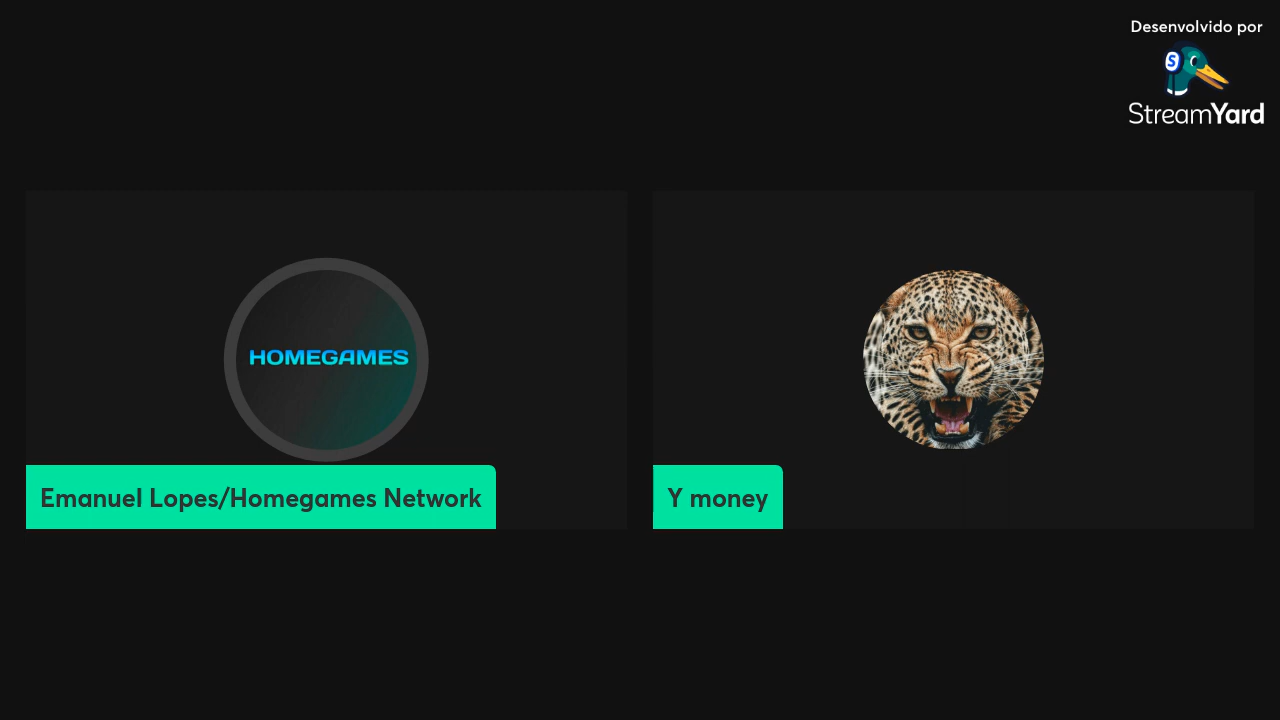 Desenvolvido por
S
StreamYard
HOMEGAMES
Emanuel Lopes/Homegames Network
Y money